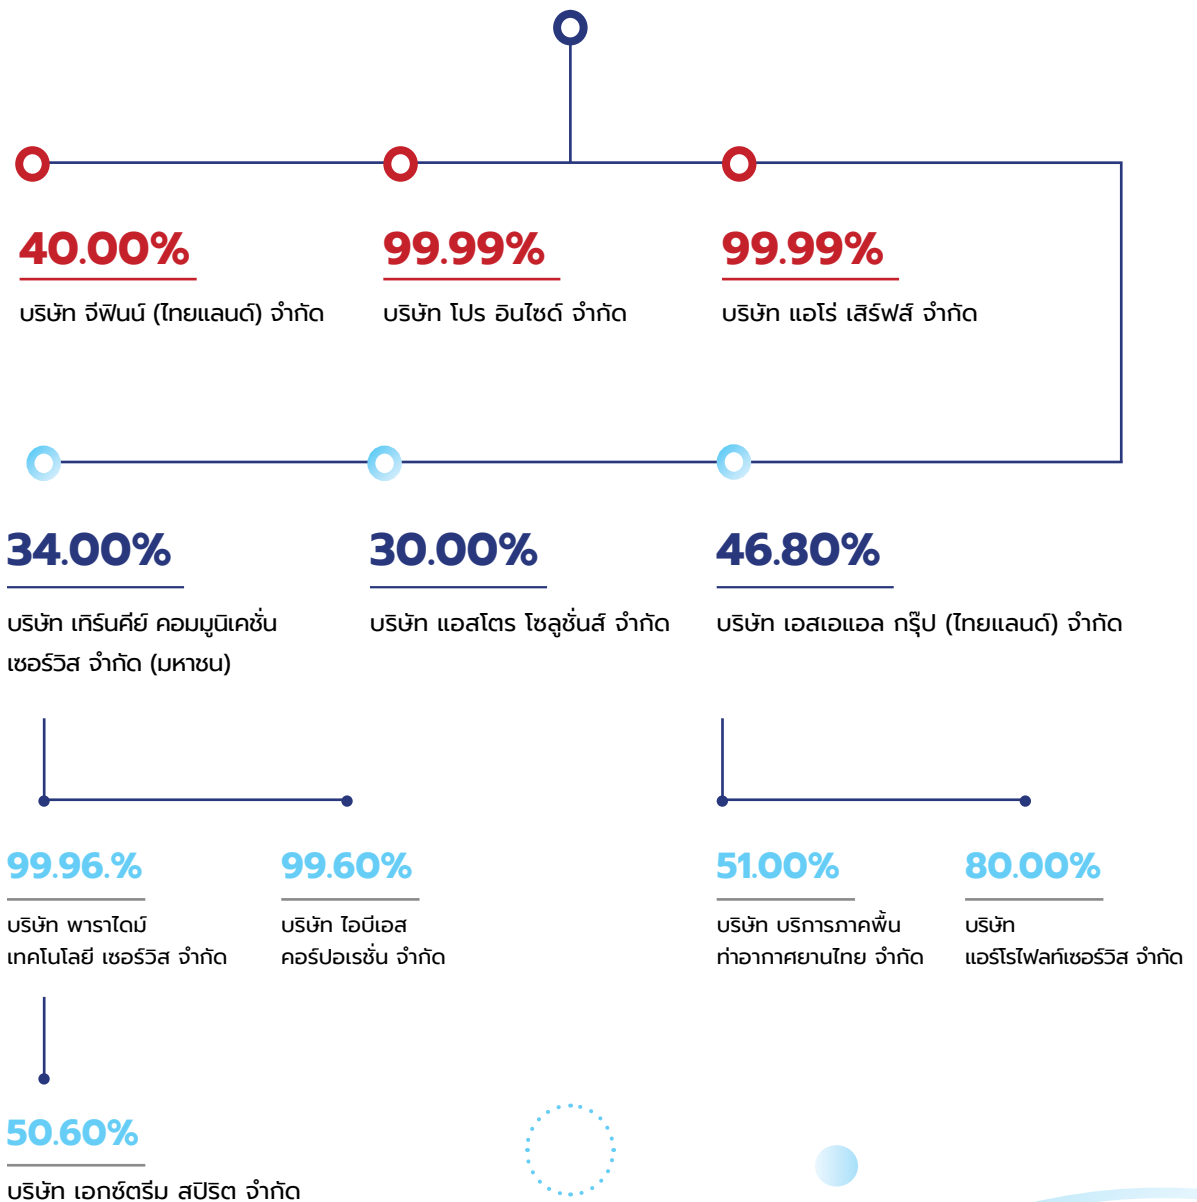 40.00%
99.99%
99.99%
บริษัท จีฟินน์ (ไทยแลนด์) จำกัด
บริษัท โปร อินไซด์ จำกัด
บริษัท แอโร่ เสิร์ฟส์ จำกัด
34.00%
30.00%
46.80%
บริษัท เทิร์นคีย์ คอมมูนิเคชั่น
เซอร์วิส จำกัด (มหาชน)
บริษัท แอสโตร โซลูชั่นส์ จำกัด
บริษัท เอสเอแอล กรุ๊ป (ไทยแลนด์) จำกัด
99.96.%
99.60%
51.00%
80.00%
บริษัท พาราไดม์
เทคโนโลยี เซอร์วิส จำกัด
บริษัท ไอบีเอส
คอร์ปอเรชั่น จำกัด
บริษัท บริการภาคพื้น
ท่าอากาศยานไทย จำกัด
บริษัท
แอร์โรไฟลท์เซอร์วิส จำกัด
50.60%
บริษัท เอกซ์ตรีม สปิริต จำกัด